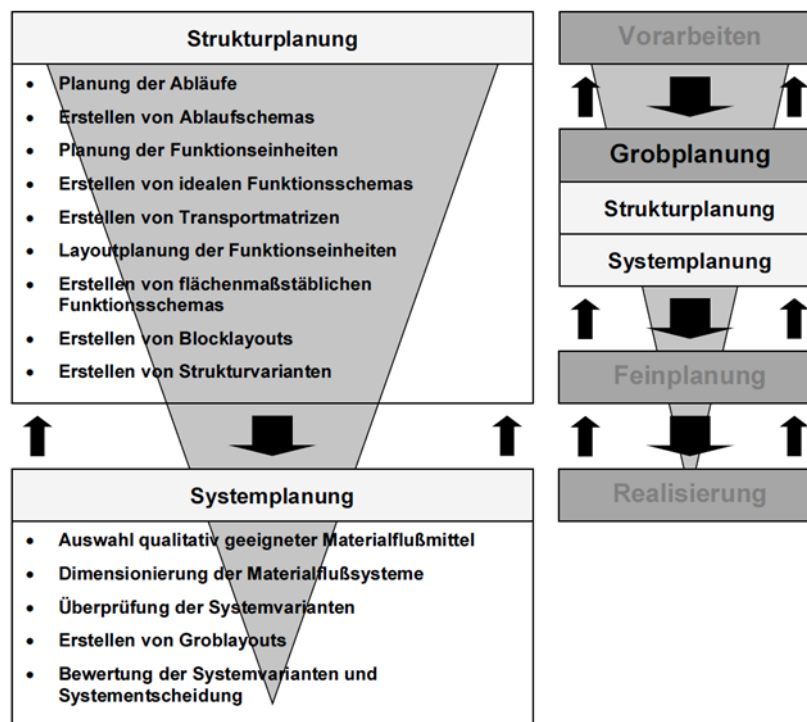 Strukturplanung
• Planung der Abläufe
• Erstellen von Ablaufschemas
• Planung der Funktionseinheiten
• Erstellen von idealen Funktionsschemas
• Erstellen von Transportmatrizen
• Layoutplanung der Funktionseinheiten
• Erstellen von flächenmaßstäblichen
Funktionsschemas
• Erstellen von Blocklayouts
• Erstellen von Strukturvarianten
Systemplanung
• Auswahl qualitativ geeigneter Materialflußmittel
• Dimensionierung der Materialflußsysteme
• Überprüfung der Systemvarianten
• Erstellen von Groblayouts
• Bewertung der Systemvarianten und
Systementscheidung
Vorarbeiten
Grobplanung
Strukturplanung
Systemplanung
Feinplanung
Realisierung